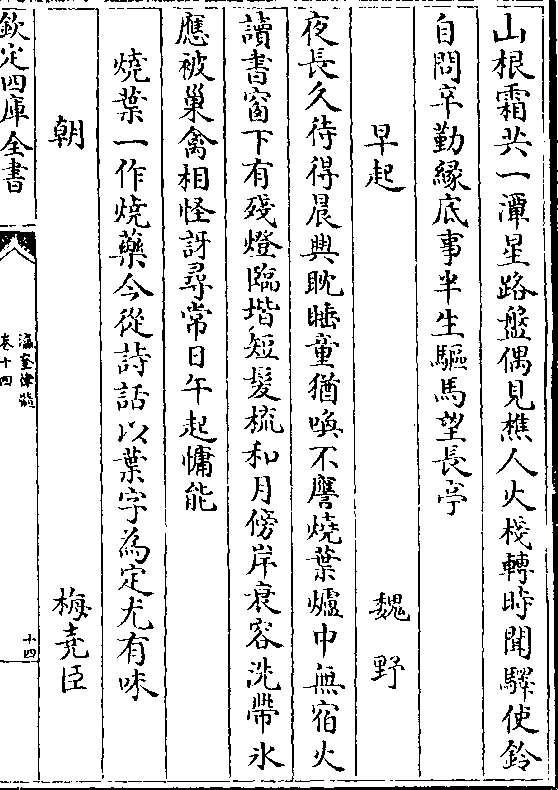 山根霜共一潭星路盤偶見樵人火棧轉時聞驛使鈴
自問卒勤緣底事半生驅馬望長亭
早起　魏野
夜長久待得晨興耽睡童猶喚不譍燒葉爐中無宿火
讀書窗下有殘燈臨堦短髮梳和月傍岸衰容洗帶氷
應被巢禽相怪訝尋常日午起慵能
燒葉一作燒藥今從詩話以葉字為定尤有味
朝　梅堯臣
欽定四庫全書
瀛奎律髓
卷十四
十四